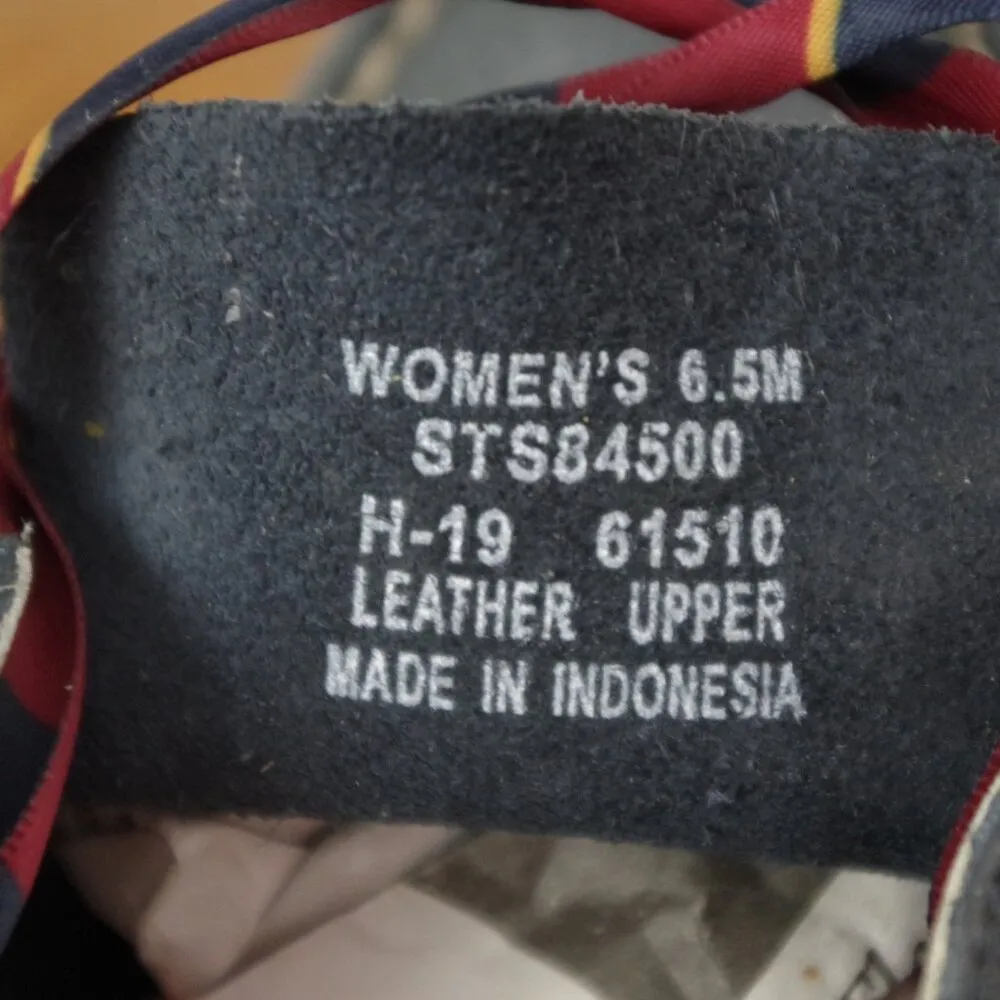 WOMEN'S 6.5M
STS84500
H-19 61510
LEATHER UPPER
MADE IN INDONESIA